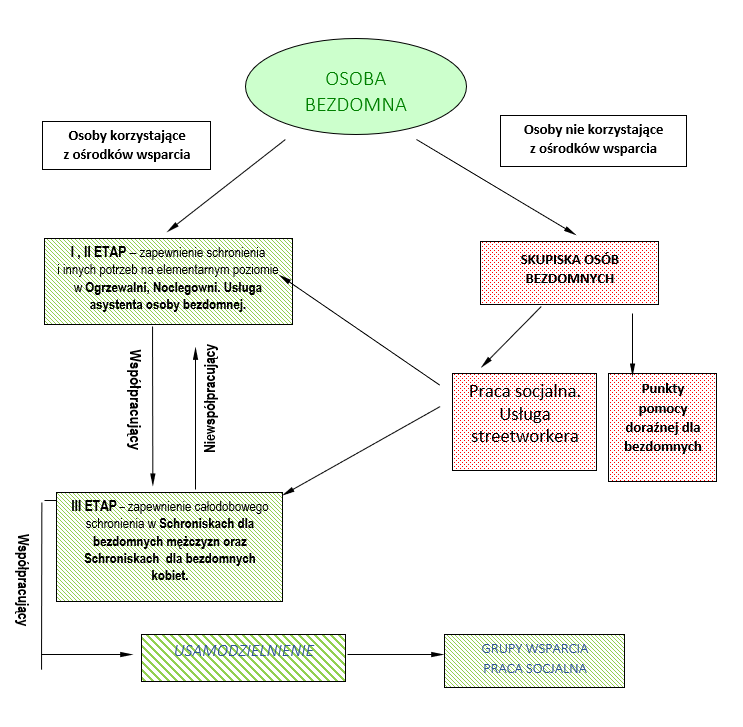 OSOBA
BEZDOMNA
Osoby korzystające
z ośrodków wsparcia
Osoby nie korzystające
z ośrodków wsparcia
I , II ETAP – zapewnienie schronienia
i innych potrzeb na elementarnym poziomie
w Ogrzewalni, Noclegowni. Usługa
asystenta osoby bezdomnej.
SKUPISKA OSÓB
BEZDOMNYCH
Współpracujący
Niewspółpracujący
Praca socjalna.
Usługa
streetworkera
Punkty
pomocy
doraźnej dla
bezdomnych
III ETAP – zapewnienie całodobowego
schronienia w Schroniskach dla
bezdomnych mężczyzn oraz
Schroniskach dla bezdomnych
kobiet.
Współpracujący
USAMODZIELNIENIE
GRUPY WSPARCIA
PRACA SOCJALNA